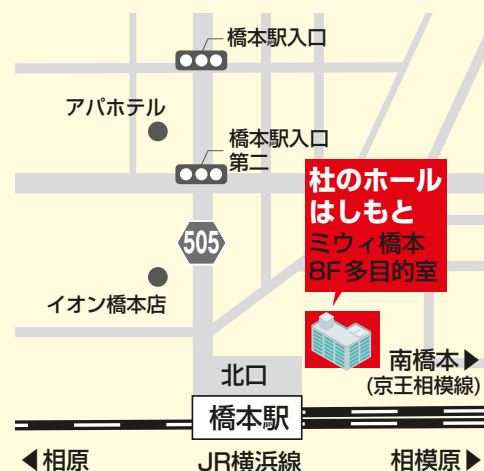 橋本駅入口
アパホテル
橋本駅入口
第二
杜のホール
はしもと
ミウィ橋本
8F多目的室
505
イオン橋本店
北口
南橋本▶
(京王相模線)
橋本駅
◀相原
JR横浜線
相模原▶